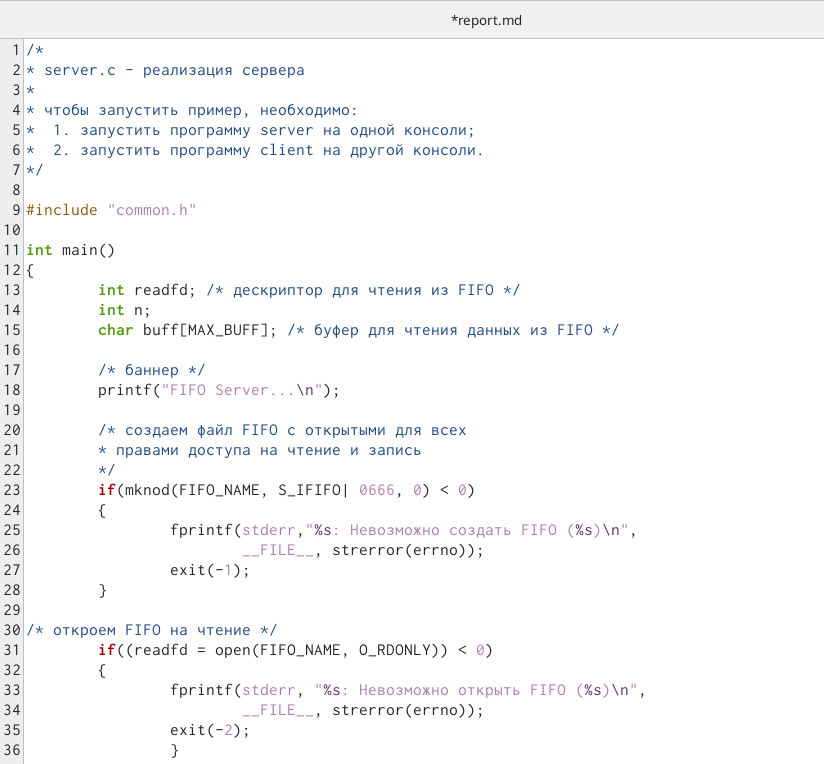 *report.md
1 /*
2 * server.c - реализация сервера
3 *
4 * чтобы запустить пример, необходимо:
5 *  1. запустить программу server на одной консоли;
6 *  2. запустить программу client на другой консоли.
7 */
8
9 #include "common.h"
10
11 int main()
12 {
13         int readfd; /* дескриптор для чтения из FIFO */
14         int n;
15         char buff[MAX_BUFF]; /* буфер для чтения данных из FIFO */
16
17         /* баннер */
18         printf("FIFO Server...\n");
19
20         /* создаем файл FIFO с открытыми для всех
21         * правами доступа на чтение и запись
22         */
23         if(mknod(FIFO_NAME, S_IFIFO| 0666, 0) < 0)
24         {
25                 fprintf(stderr,"%s: Невозможно создать FIFO (%s)\n",
26                         __FILE__, strerror(errno));
27                 exit(-1);
28         }
29
30 /* откроем FIFO на чтение */
31         if((readfd = open(FIFO_NAME, O_RDONLY)) < 0)
32         {
33                 fprintf(stderr, "%s: Невозможно открыть FIFO (%s)\n",
34                         __FILE__, strerror(errno));
35                 exit(-2);
36                 }